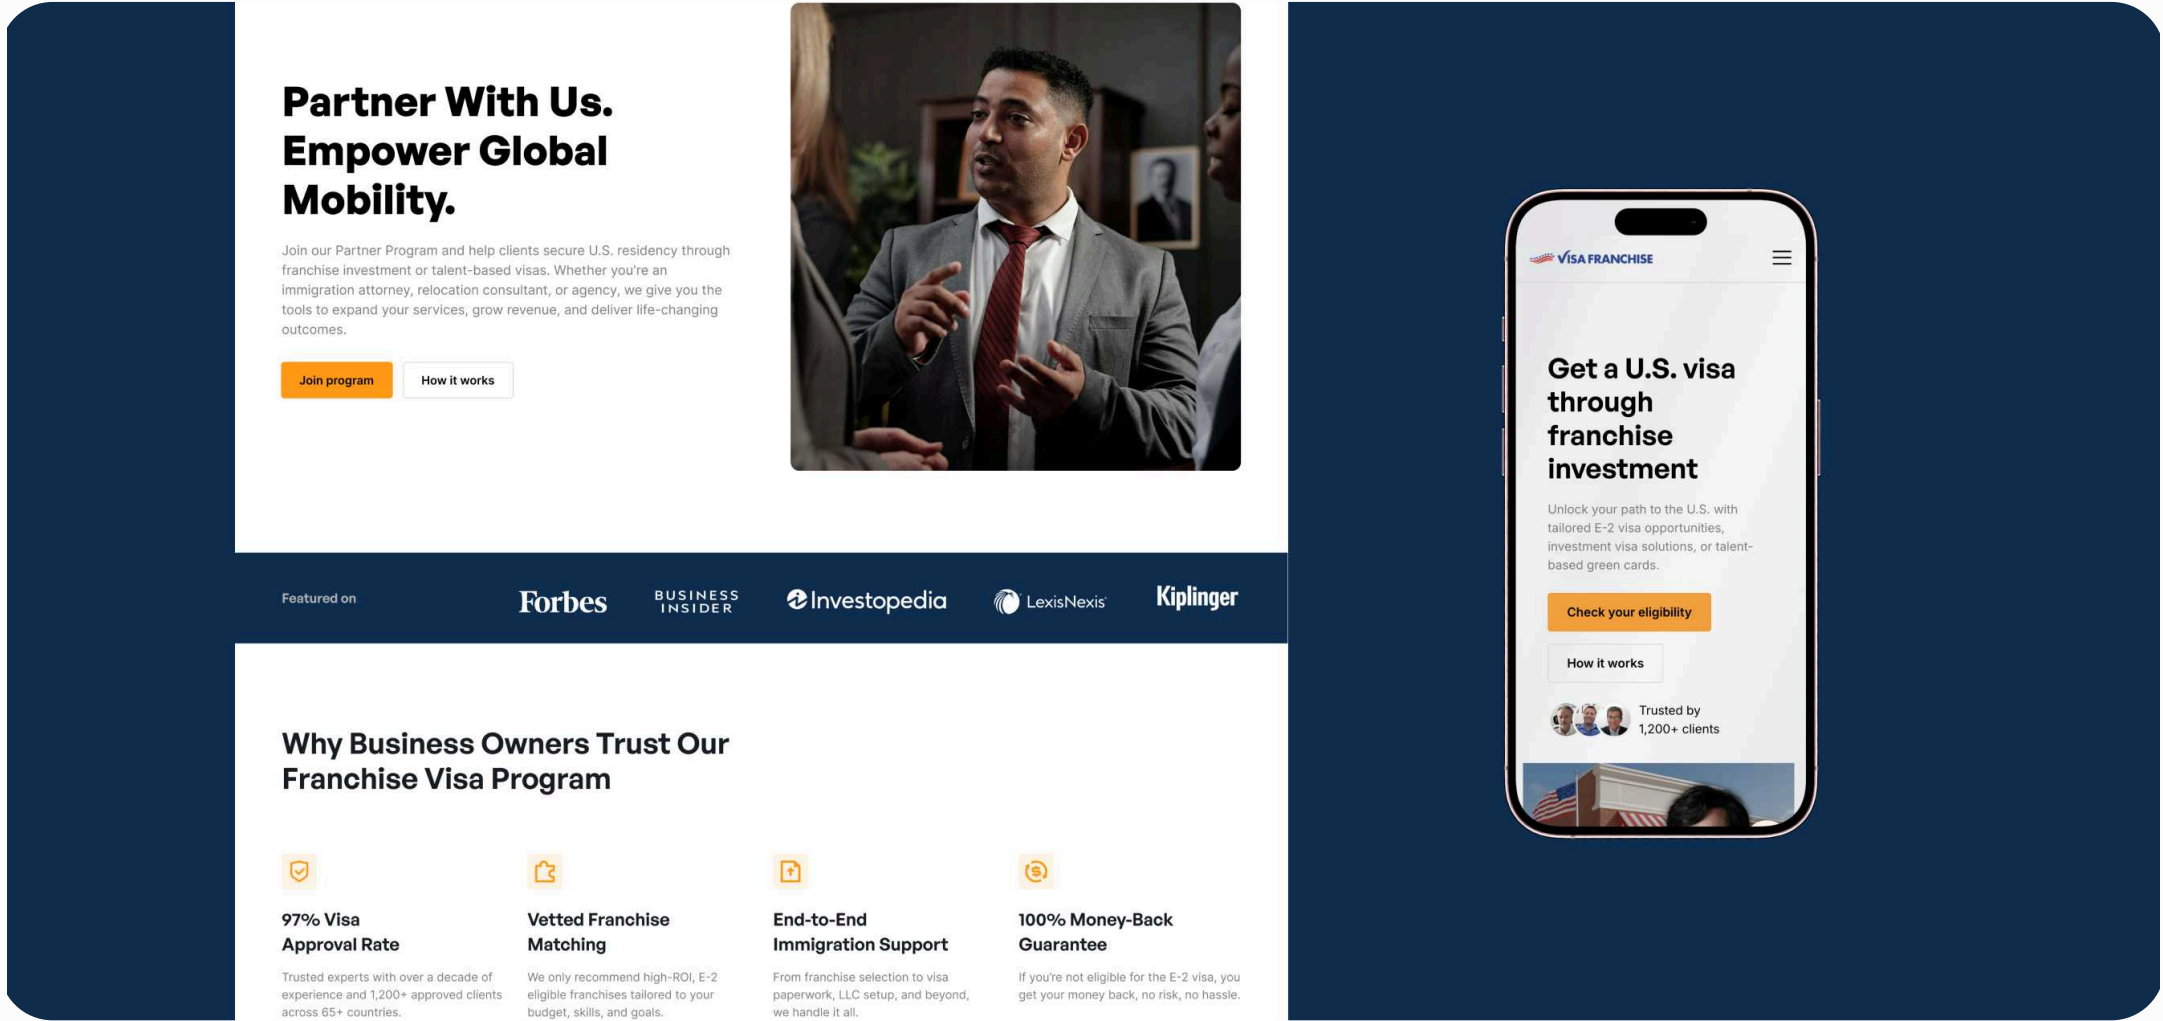 Partner With Us.
Empower Global
Mobility.
Join our Partner Program and help clients secure U.S. residency through
franchise investment or talent-based visas. Whether you're an
immigration attorney, relocation consultant, or agency, we give you the
tools to expand your services, grow revenue, and deliver life-changing
outcomes.
Join program
How it works
Featured on
Forbes
BUSINESS
INSIDER
Investopedia
LexisNexis
Kiplinger
Why Business Owners Trust Our
Franchise Visa Program
97% Visa
Approval Rate
Trusted experts with over a decade of
experience and 1,200+ approved clients
across 65+ countries.
Vetted Franchise
Matching
We only recommend high-ROI, E-2
eligible franchises tailored to your
budget, skills, and goals.
End-to-End
Immigration Support
From franchise selection to visa
paperwork, LLC setup, and beyond,
we handle it all.
100% Money-Back
Guarantee
If you're not eligible for the E-2 visa, you
get your money back, no risk, no hassle.
VISA FRANCHISE
Get a U.S. visa
through
franchise
investment
Unlock your path to the U.S. with
tailored E-2 visa opportunities,
investment visa solutions, or talent-
based green cards.
Check your eligibility
How it works
Trusted by
1,200+ clients